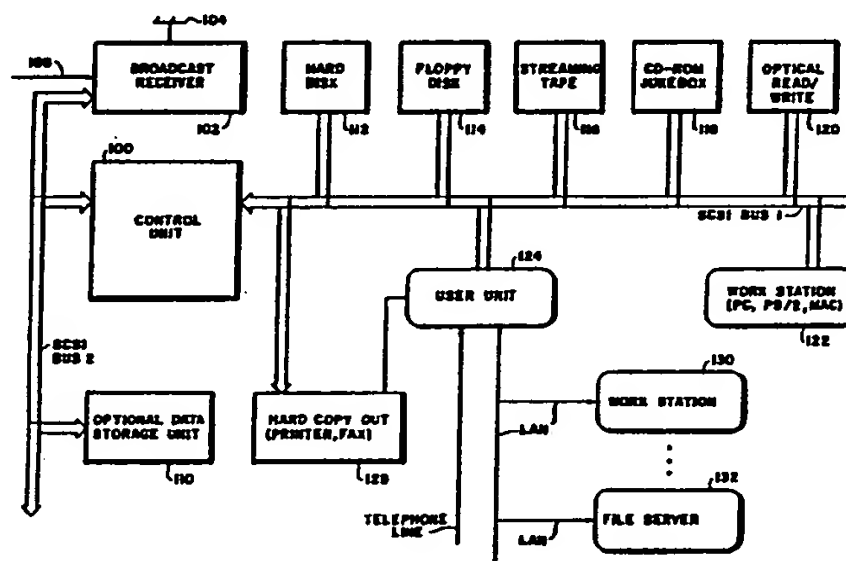 104
106
BROADCAST
RECEIVER
102
HARD
DISK
112
FLOPPY
DISK
114
STREAMING
TAPE
116
CD-ROM
JUKEBOX
118
OPTICAL
READ/
WRITE
120
100
CONTROL
UNIT
SCSI BUS 1
124
USER UNIT
WORK STATION
(PC, PS/2, MAC)
122
SCSI
BUS 2
OPTIONAL DATA
STORAGE UNIT
110
HARD COPY OUT
(PRINTER, FAX)
LAN
130
WORK STATION
TELEPHONE
LINE
LAN
132
FILE SERVER